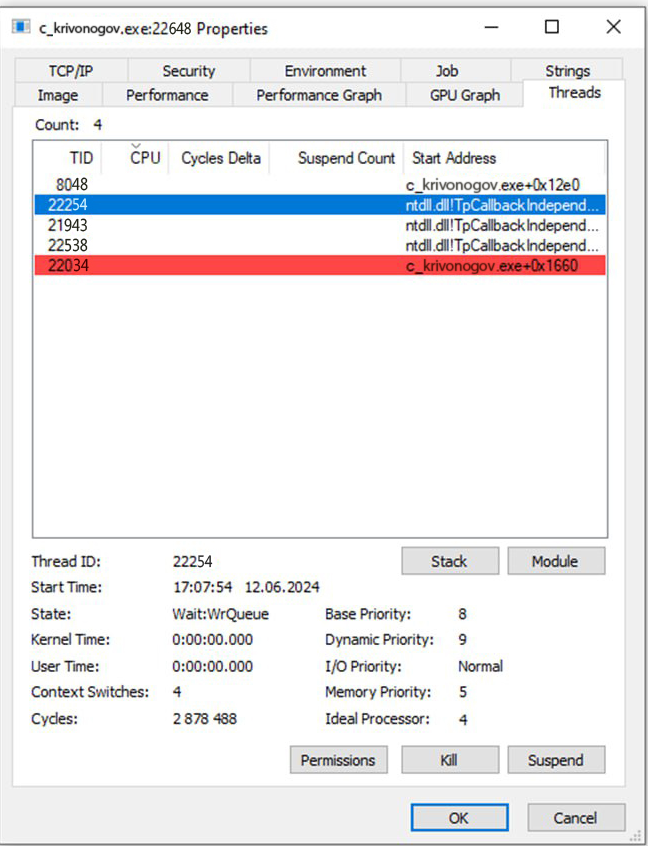 c_krivonogov.exe:22648 Properties
TCP/IP Security Environment Job Strings
Image Performance Performance Graph GPU Graph Threads
Count: 4
TID CPU Cycles Delta Suspend Count Start Address
8048 c_krivonogov.exe+0x12e0
22254 ntdll.dll!TpCallbackIndepend...
21943 ntdll.dll!TpCallbackIndepend...
22538 ntdll.dll!TpCallbackIndepend...
22034 c_krivonogov.exe+0x1660
Thread ID: 22254 Stack Module
Start Time: 17:07:54 12.06.2024
State: Wait:WrQueue Base Priority: 8
Kernel Time: 0:00:00.000 Dynamic Priority: 9
User Time: 0:00:00.000 I/O Priority: Normal
Context Switches: 4 Memory Priority: 5
Cycles: 2 878 488 Ideal Processor: 4
Permissions Kill Suspend
OK Cancel